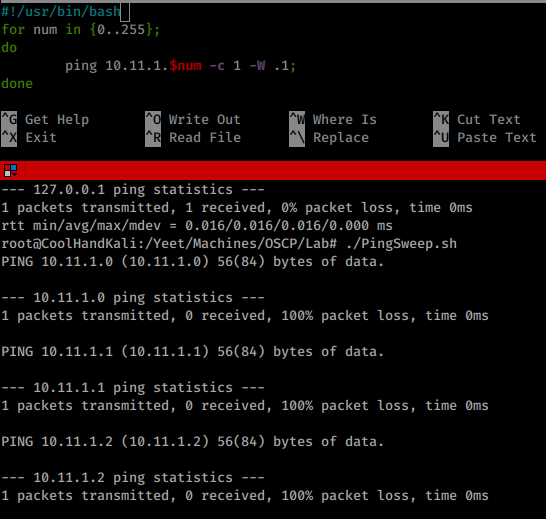 #!/usr/bin/bash
for num in {0..255};
do
        ping 10.11.1.$num -c 1 -W .1;
done
^G Get Help ^O Write Out ^W Where Is ^K Cut Text
^X Exit ^R Read File ^\ Replace ^U Paste Text
--- 127.0.0.1 ping statistics ---
1 packets transmitted, 1 received, 0% packet loss, time 0ms
rtt min/avg/max/mdev = 0.016/0.016/0.016/0.000 ms
root@CoolHandKali:/Yeet/Machines/OSCP/Lab# ./PingSweep.sh
PING 10.11.1.0 (10.11.1.0) 56(84) bytes of data.
--- 10.11.1.0 ping statistics ---
1 packets transmitted, 0 received, 100% packet loss, time 0ms
PING 10.11.1.1 (10.11.1.1) 56(84) bytes of data.
--- 10.11.1.1 ping statistics ---
1 packets transmitted, 0 received, 100% packet loss, time 0ms
PING 10.11.1.2 (10.11.1.2) 56(84) bytes of data.
--- 10.11.1.2 ping statistics ---
1 packets transmitted, 0 received, 100% packet loss, time 0ms